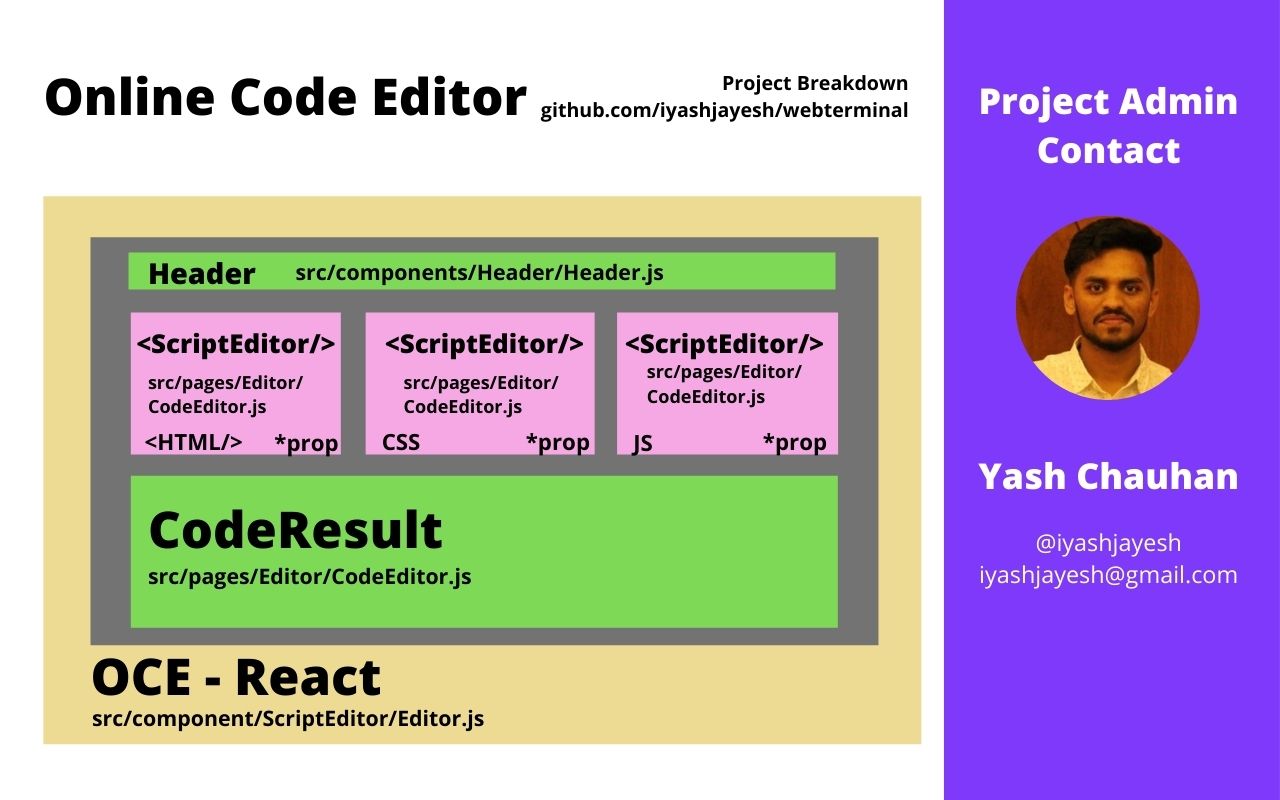 Online Code Editor
Project Breakdown
github.com/iyashjayesh/webterminal
Header
src/components/Header/Header.js
<ScriptEditor/>
src/pages/Editor/
CodeEditor.js
<HTML/>
*prop
<ScriptEditor/>
src/pages/Editor/
CodeEditor.js
CSS
*prop
<ScriptEditor/>
src/pages/Editor/
CodeEditor.js
JS
*prop
CodeResult
src/pages/Editor/CodeEditor.js
OCE - React
src/component/ScriptEditor/Editor.js
Project Admin
Contact
Yash Chauhan
@iyashjayesh
iyashjayesh@gmail.com